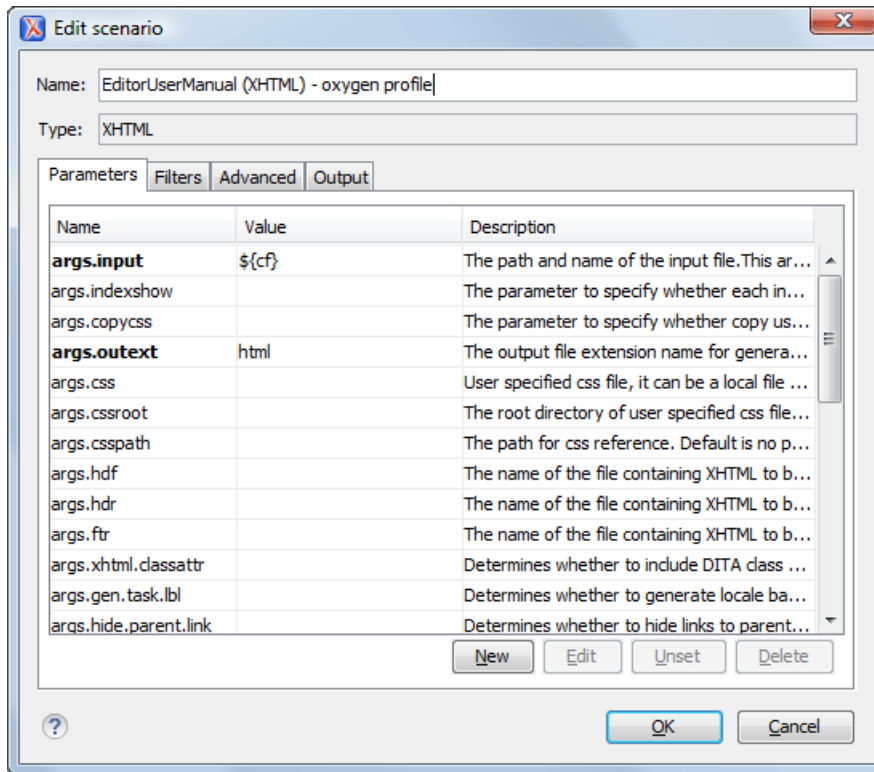 Edit scenario
Name: EditorUserManual (XHTML) - oxygen profile
Type: XHTML
Parameters Filters Advanced Output
Name Value Description
args.input ${cf} The path and name of the input file.This ar...
args.indexshow The parameter to specify whether each in...
args.copycss The parameter to specify whether copy us...
args.outext html The output file extension name for genera...
args.css User specified css file, it can be a local file ...
args.cssroot The root directory of user specified css file...
args.csspath The path for css reference. Default is no p...
args.hdf The name of the file containing XHTML to b...
args.hdr The name of the file containing XHTML to b...
args.ftr The name of the file containing XHTML to b...
args.xhtml.classattr Determines whether to include DITA class ...
args.gen.task.lbl Determines whether to generate locale ba...
args.hide.parent.link Determines whether to hide links to parent...
New Edit Unset Delete
? OK Cancel